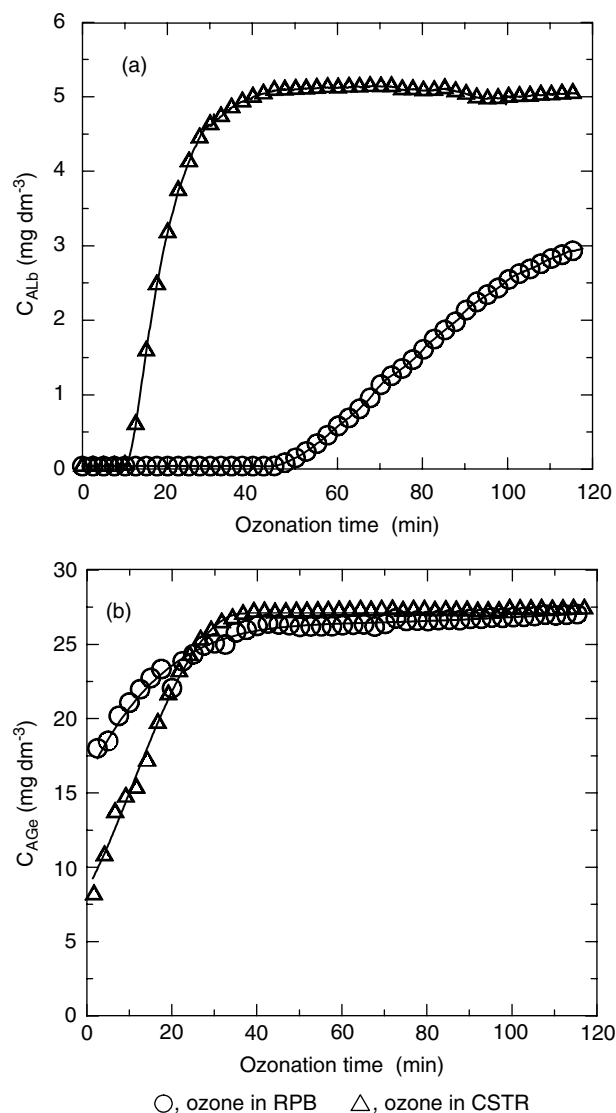 (a)
6
5
4
3
2
1
0
C_ALb (mg dm-3)
0 20 40 60 80 100 120
Ozonation time (min)
(b)
30
25
20
15
10
5
0
C_AGe (mg dm-3)
0 20 40 60 80 100 120
Ozonation time (min)
○, ozone in RPB △, ozone in CSTR